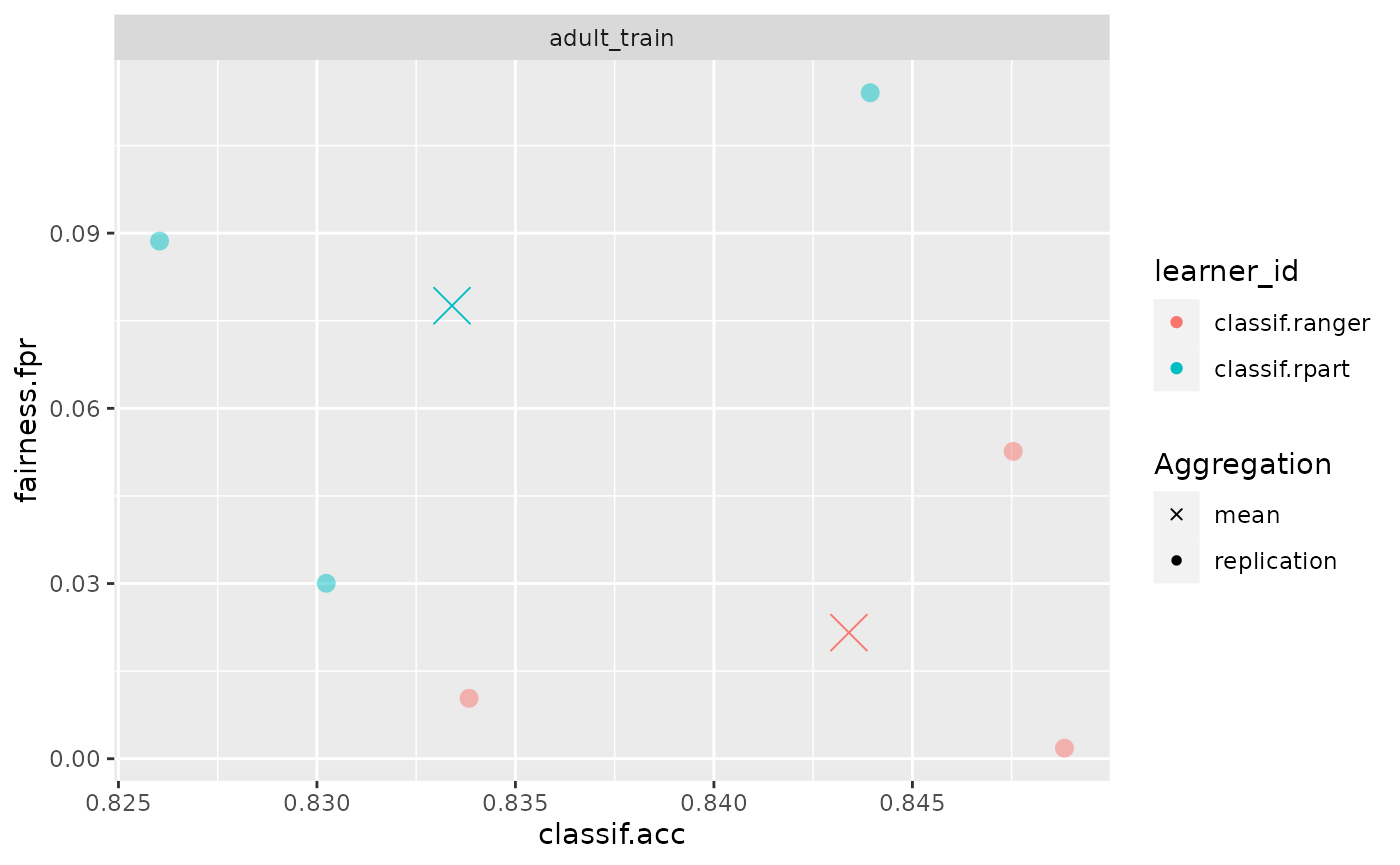 adult_train
fairness.fpr
0.09
0.06
0.03
0.00
0.825 0.830 0.835 0.840 0.845
classif.acc
learner_id
classif.ranger
classif.rpart
Aggregation
mean
replication